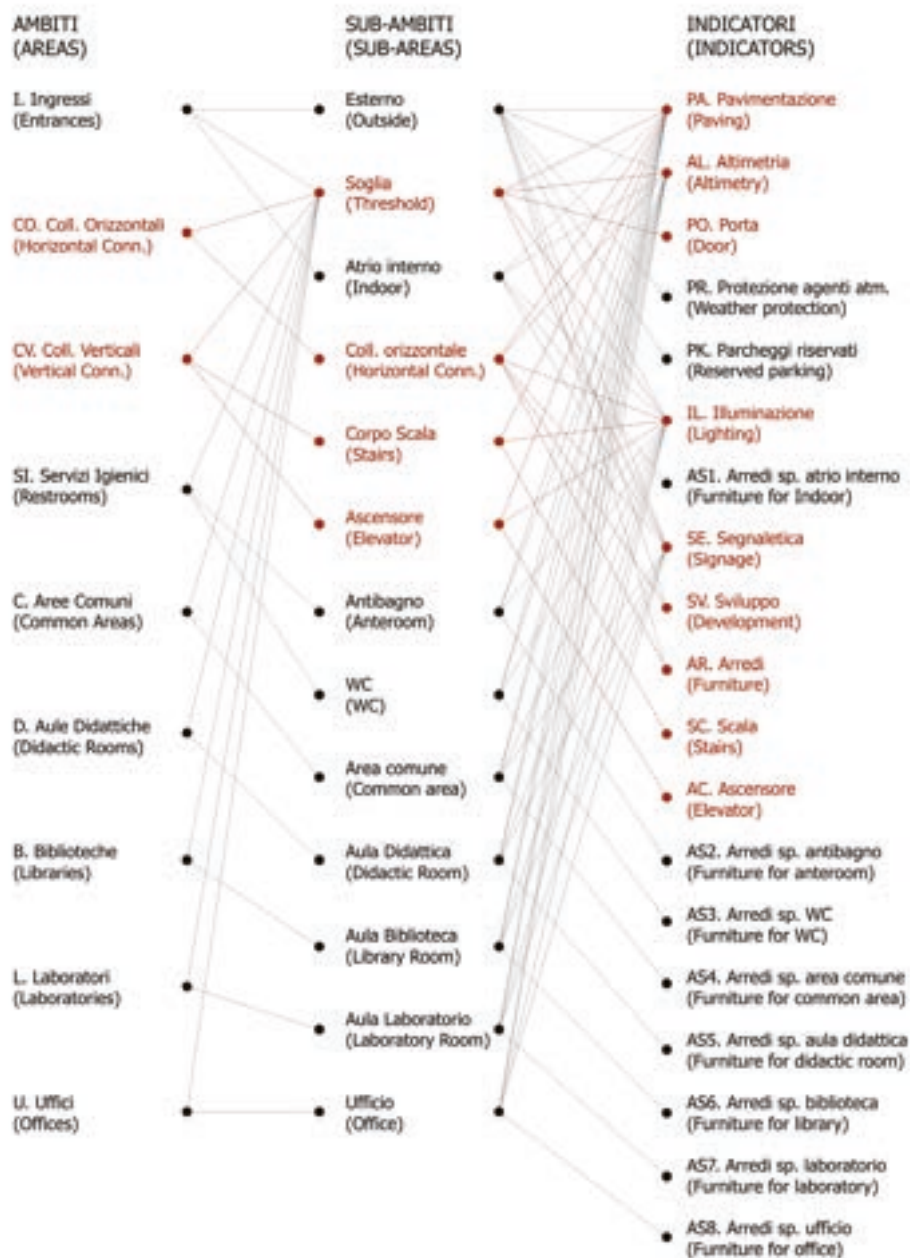 AMBITI
(AREAS)
I. Ingressi
(Entrances)
CO. Coll. Orizzontali
(Horizontal Conn.)
CV. Coll. Verticali
(Vertical Conn.)
SI. Servizi Igienici
(Restrooms)
C. Aree Comuni
(Common Areas)
D. Aule Didattiche
(Didactic Rooms)
B. Biblioteche
(Libraries)
L. Laboratori
(Laboratories)
U. Uffici
(Offices)
SUB-AMBITI
(SUB-AREAS)
Esterno
(Outside)
Soglia
(Threshold)
Atrio interno
(Indoor)
Coll. orizzontale
(Horizontal Conn.)
Corpo Scala
(Stairs)
Ascensore
(Elevator)
Antibagno
(Anteroom)
WC
(WC)
Area comune
(Common area)
Aula Didattica
(Didactic Room)
Aula Biblioteca
(Library Room)
Aula Laboratorio
(Laboratory Room)
Ufficio
(Office)
INDICATORI
(INDICATORS)
PA. Pavimentazione
(Paving)
AL. Altimetria
(Altimetry)
PO. Porta
(Door)
PR. Protezione agenti atm.
(Weather protection)
PK. Parcheggi riservati
(Reserved parking)
IL. Illuminazione
(Lighting)
AS1. Arredi sp. atrio interno
(Furniture for Indoor)
SE. Segnaletica
(Signage)
SV. Sviluppo
(Development)
AR. Arredi
(Furniture)
SC. Scala
(Stairs)
AC. Ascensore
(Elevator)
AS2. Arredi sp. antibagno
(Furniture for anteroom)
AS3. Arredi sp. WC
(Furniture for WC)
AS4. Arredi sp. area comune
(Furniture for common area)
AS5. Arredi sp. aula didattica
(Furniture for didactic room)
AS6. Arredi sp. biblioteca
(Furniture for library)
AS7. Arredi sp. laboratorio
(Furniture for laboratory)
AS8. Arredi sp. ufficio
(Furniture for office)